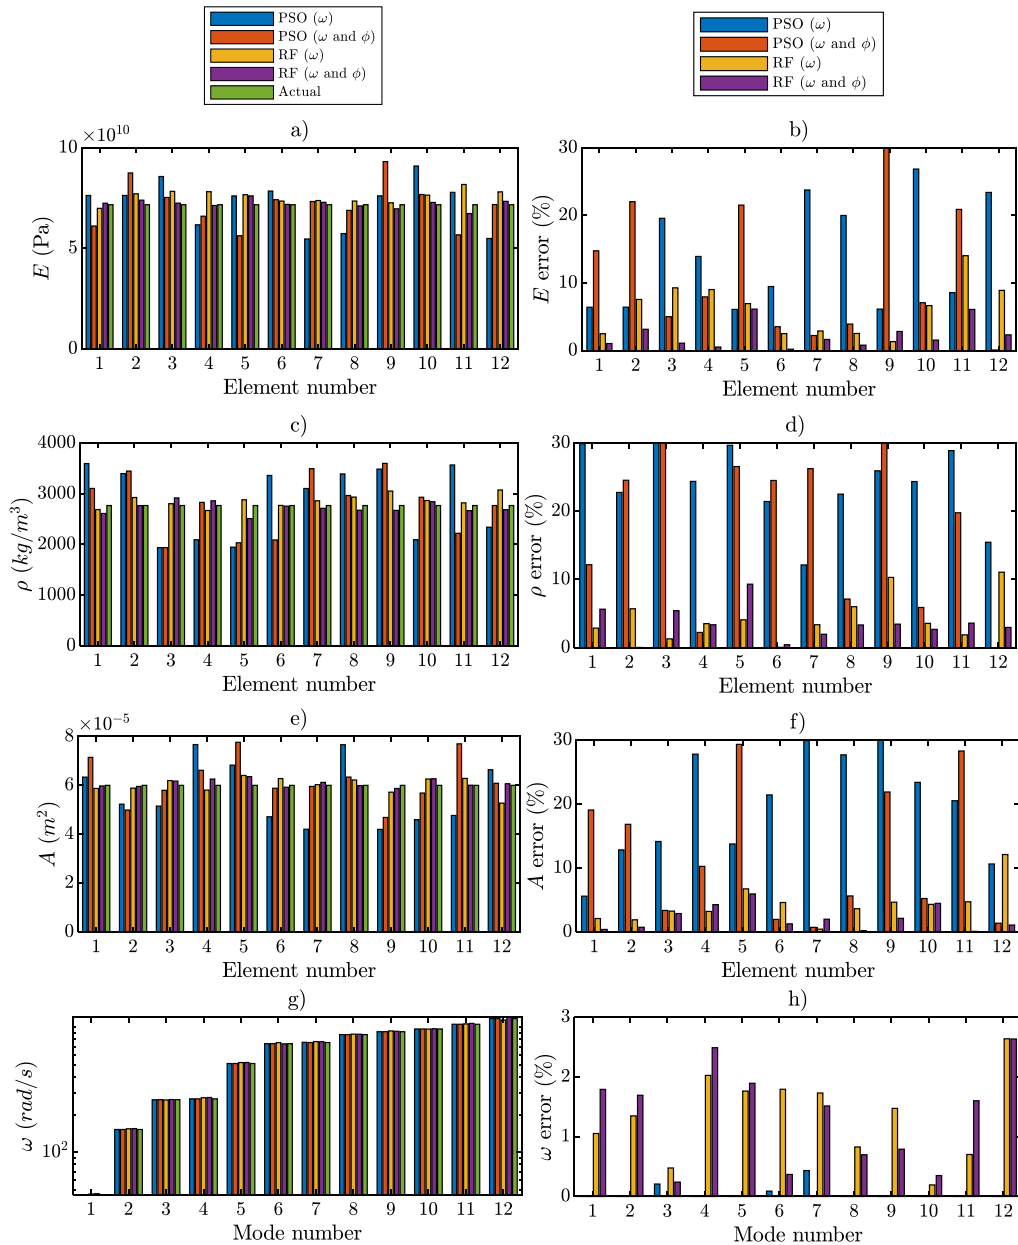 PSO (ω)
PSO (ω and ϕ)
RF (ω)
RF (ω and ϕ)
Actual
PSO (ω)
PSO (ω and ϕ)
RF (ω)
RF (ω and ϕ)
a)
×10^10
10
5
0
E (Pa)
1 2 3 4 5 6 7 8 9 10 11 12
Element number
b)
30
20
10
0
E error (%)
1 2 3 4 5 6 7 8 9 10 11 12
Element number
c)
4000
3000
2000
1000
0
ρ (kg/m³)
1 2 3 4 5 6 7 8 9 10 11 12
Element number
d)
30
20
10
0
ρ error (%)
1 2 3 4 5 6 7 8 9 10 11 12
Element number
e)
×10^-5
8
6
4
2
0
A (m²)
1 2 3 4 5 6 7 8 9 10 11 12
Element number
f)
30
20
10
0
A error (%)
1 2 3 4 5 6 7 8 9 10 11 12
Element number
g)
10²
ω (rad/s)
1 2 3 4 5 6 7 8 9 10 11 12
Mode number
h)
3
2
1
0
ω error (%)
1 2 3 4 5 6 7 8 9 10 11 12
Mode number